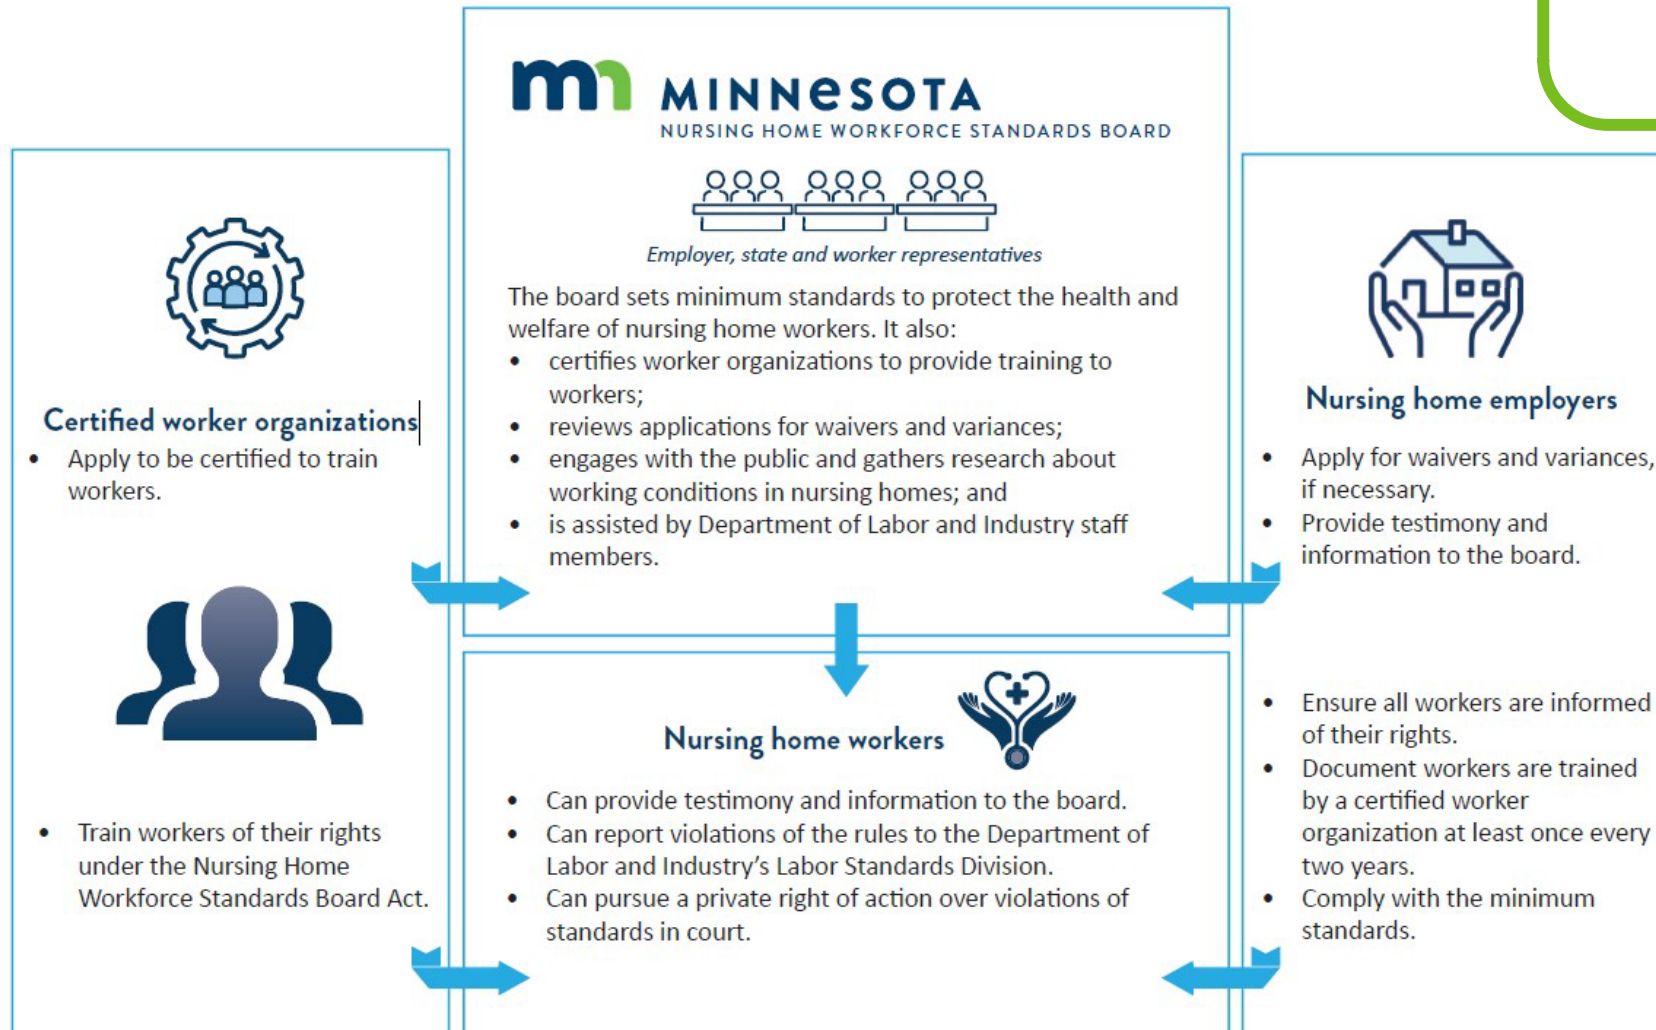 mn MINNESOTA
NURSING HOME WORKFORCE STANDARDS BOARD
Employer, state and worker representatives
The board sets minimum standards to protect the health and
welfare of nursing home workers. It also:
• certifies worker organizations to provide training to
workers;
• reviews applications for waivers and variances;
• engages with the public and gathers research about
working conditions in nursing homes; and
• is assisted by Department of Labor and Industry staff
members.
Certified worker organizations
• Apply to be certified to train
workers.
• Train workers of their rights
under the Nursing Home
Workforce Standards Board Act.
Nursing home workers
• Can provide testimony and information to the board.
• Can report violations of the rules to the Department of
Labor and Industry’s Labor Standards Division.
• Can pursue a private right of action over violations of
standards in court.
Nursing home employers
• Apply for waivers and variances,
if necessary.
• Provide testimony and
information to the board.
• Ensure all workers are informed
of their rights.
• Document workers are trained
by a certified worker
organization at least once every
two years.
• Comply with the minimum
standards.